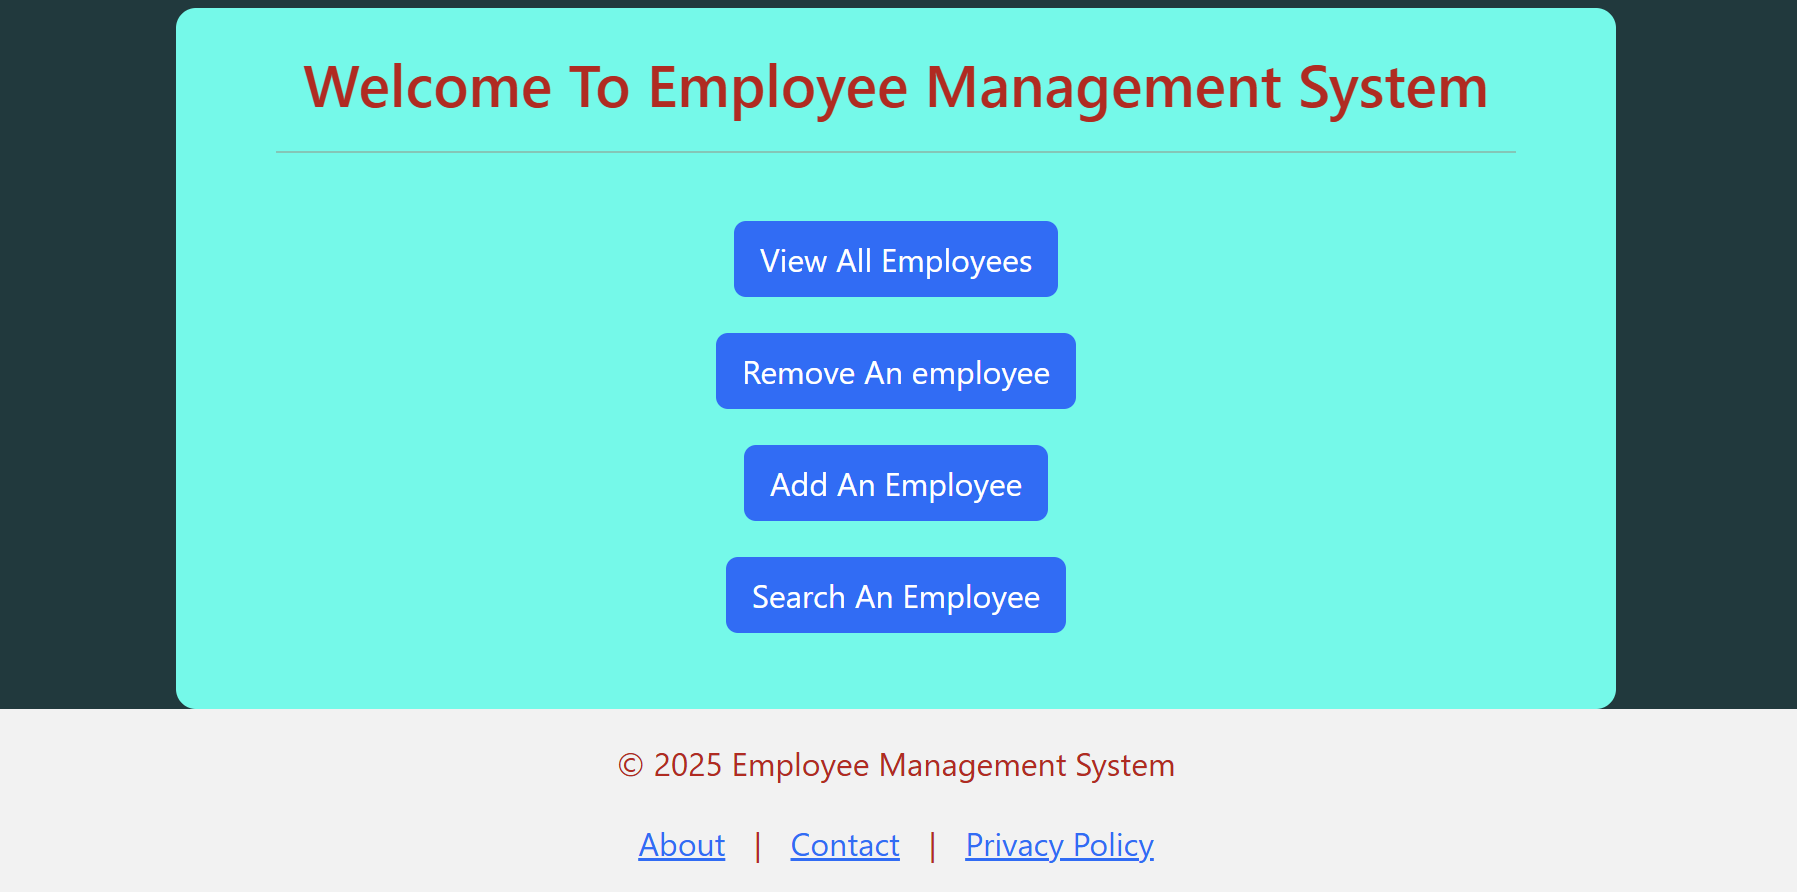 Welcome To Employee Management System
View All Employees
Remove An employee
Add An Employee
Search An Employee
© 2025 Employee Management System
About | Contact | Privacy Policy